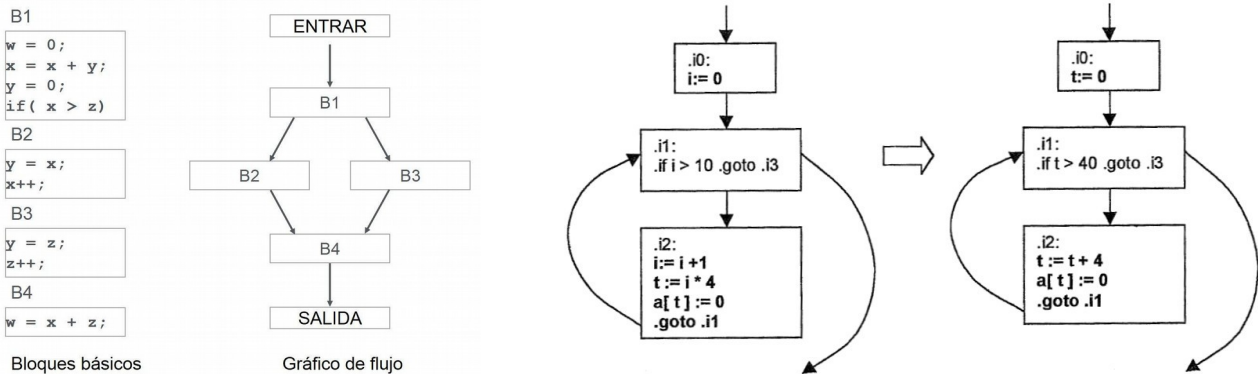 B1
w = 0;
x = x + y;
y = 0;
if( x > z)
B2
y = x;
x++;
B3
y = z;
z++;
B4
w = x + z;
Bloques básicos
ENTRAR
B1
B2
B3
B4
SALIDA
Gráfico de flujo
.i0:
i:= 0
.i1:
.if i > 10 .goto .i3
.i2:
i:= i +1
t := i * 4
a[ t ] := 0
.goto .i1
.i0:
t:= 0
.i1:
.if t > 40 .goto .i3
.i2:
t := t + 4
a[ t ] := 0
.goto .i1